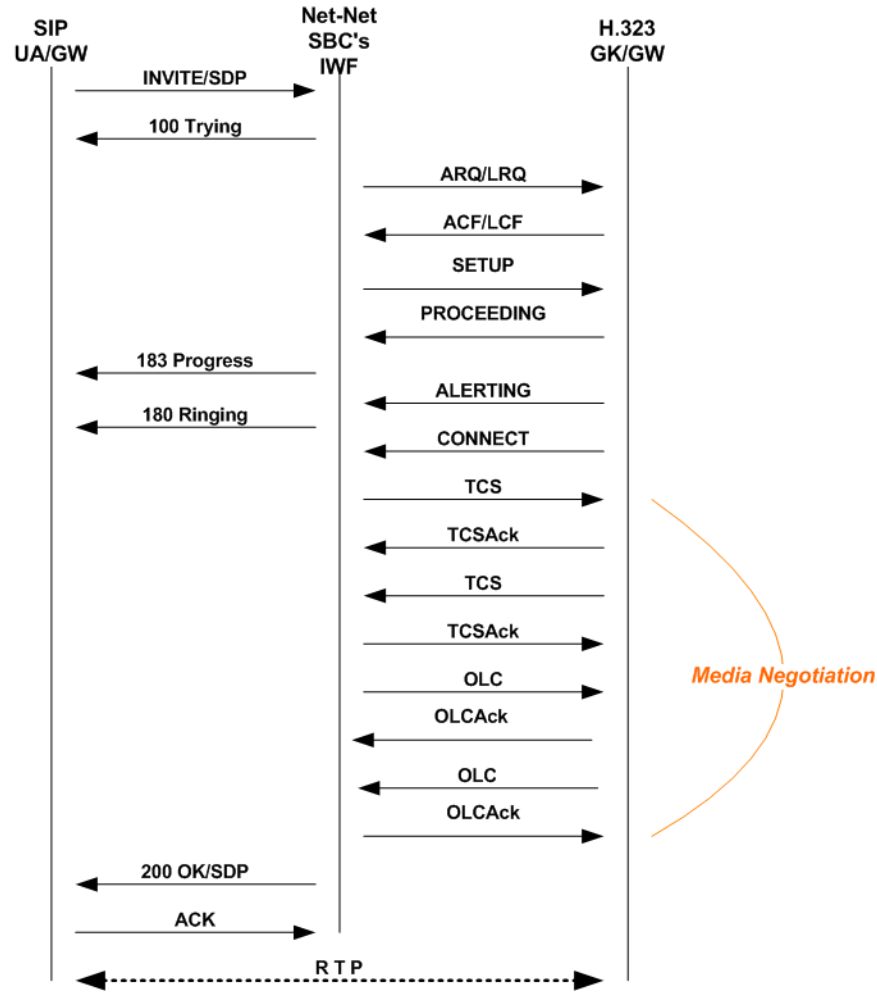 SIP
UA/GW
Net-Net
SBC's
IWF
H.323
GK/GW
INVITE/SDP
100 Trying
ARQ/LRQ
ACF/LCF
SETUP
PROCEEDING
183 Progress
ALERTING
180 Ringing
CONNECT
TCS
TCSAck
TCS
TCSAck
OLC
Media Negotiation
OLCAck
OLC
OLCAck
200 OK/SDP
ACK
R T P